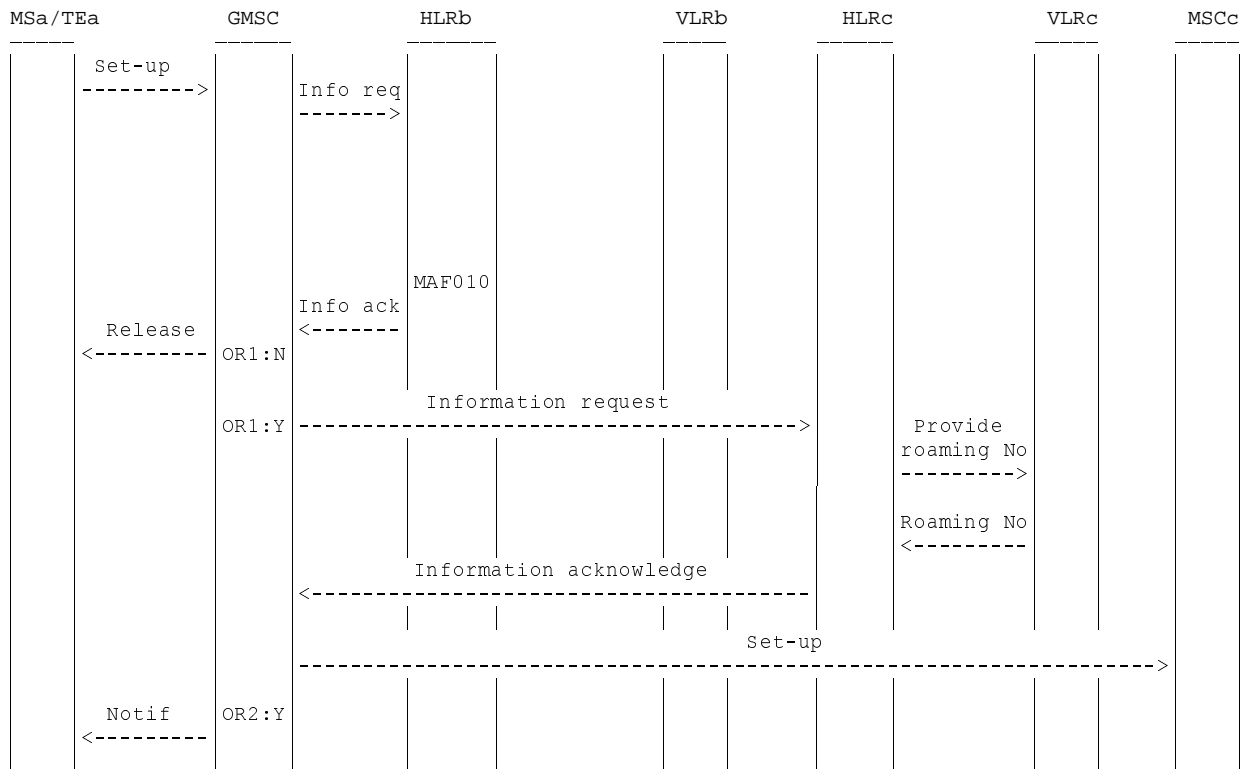 MSa/TEa GMSC HLRb VLRb HLRc VLRc MSCc
Set-up
Info req
MAF010
Info ack
Release
OR1:N
Information request
OR1:Y
Provide
roaming No
Roaming No
Information acknowledge
Set-up
Notif OR2:Y